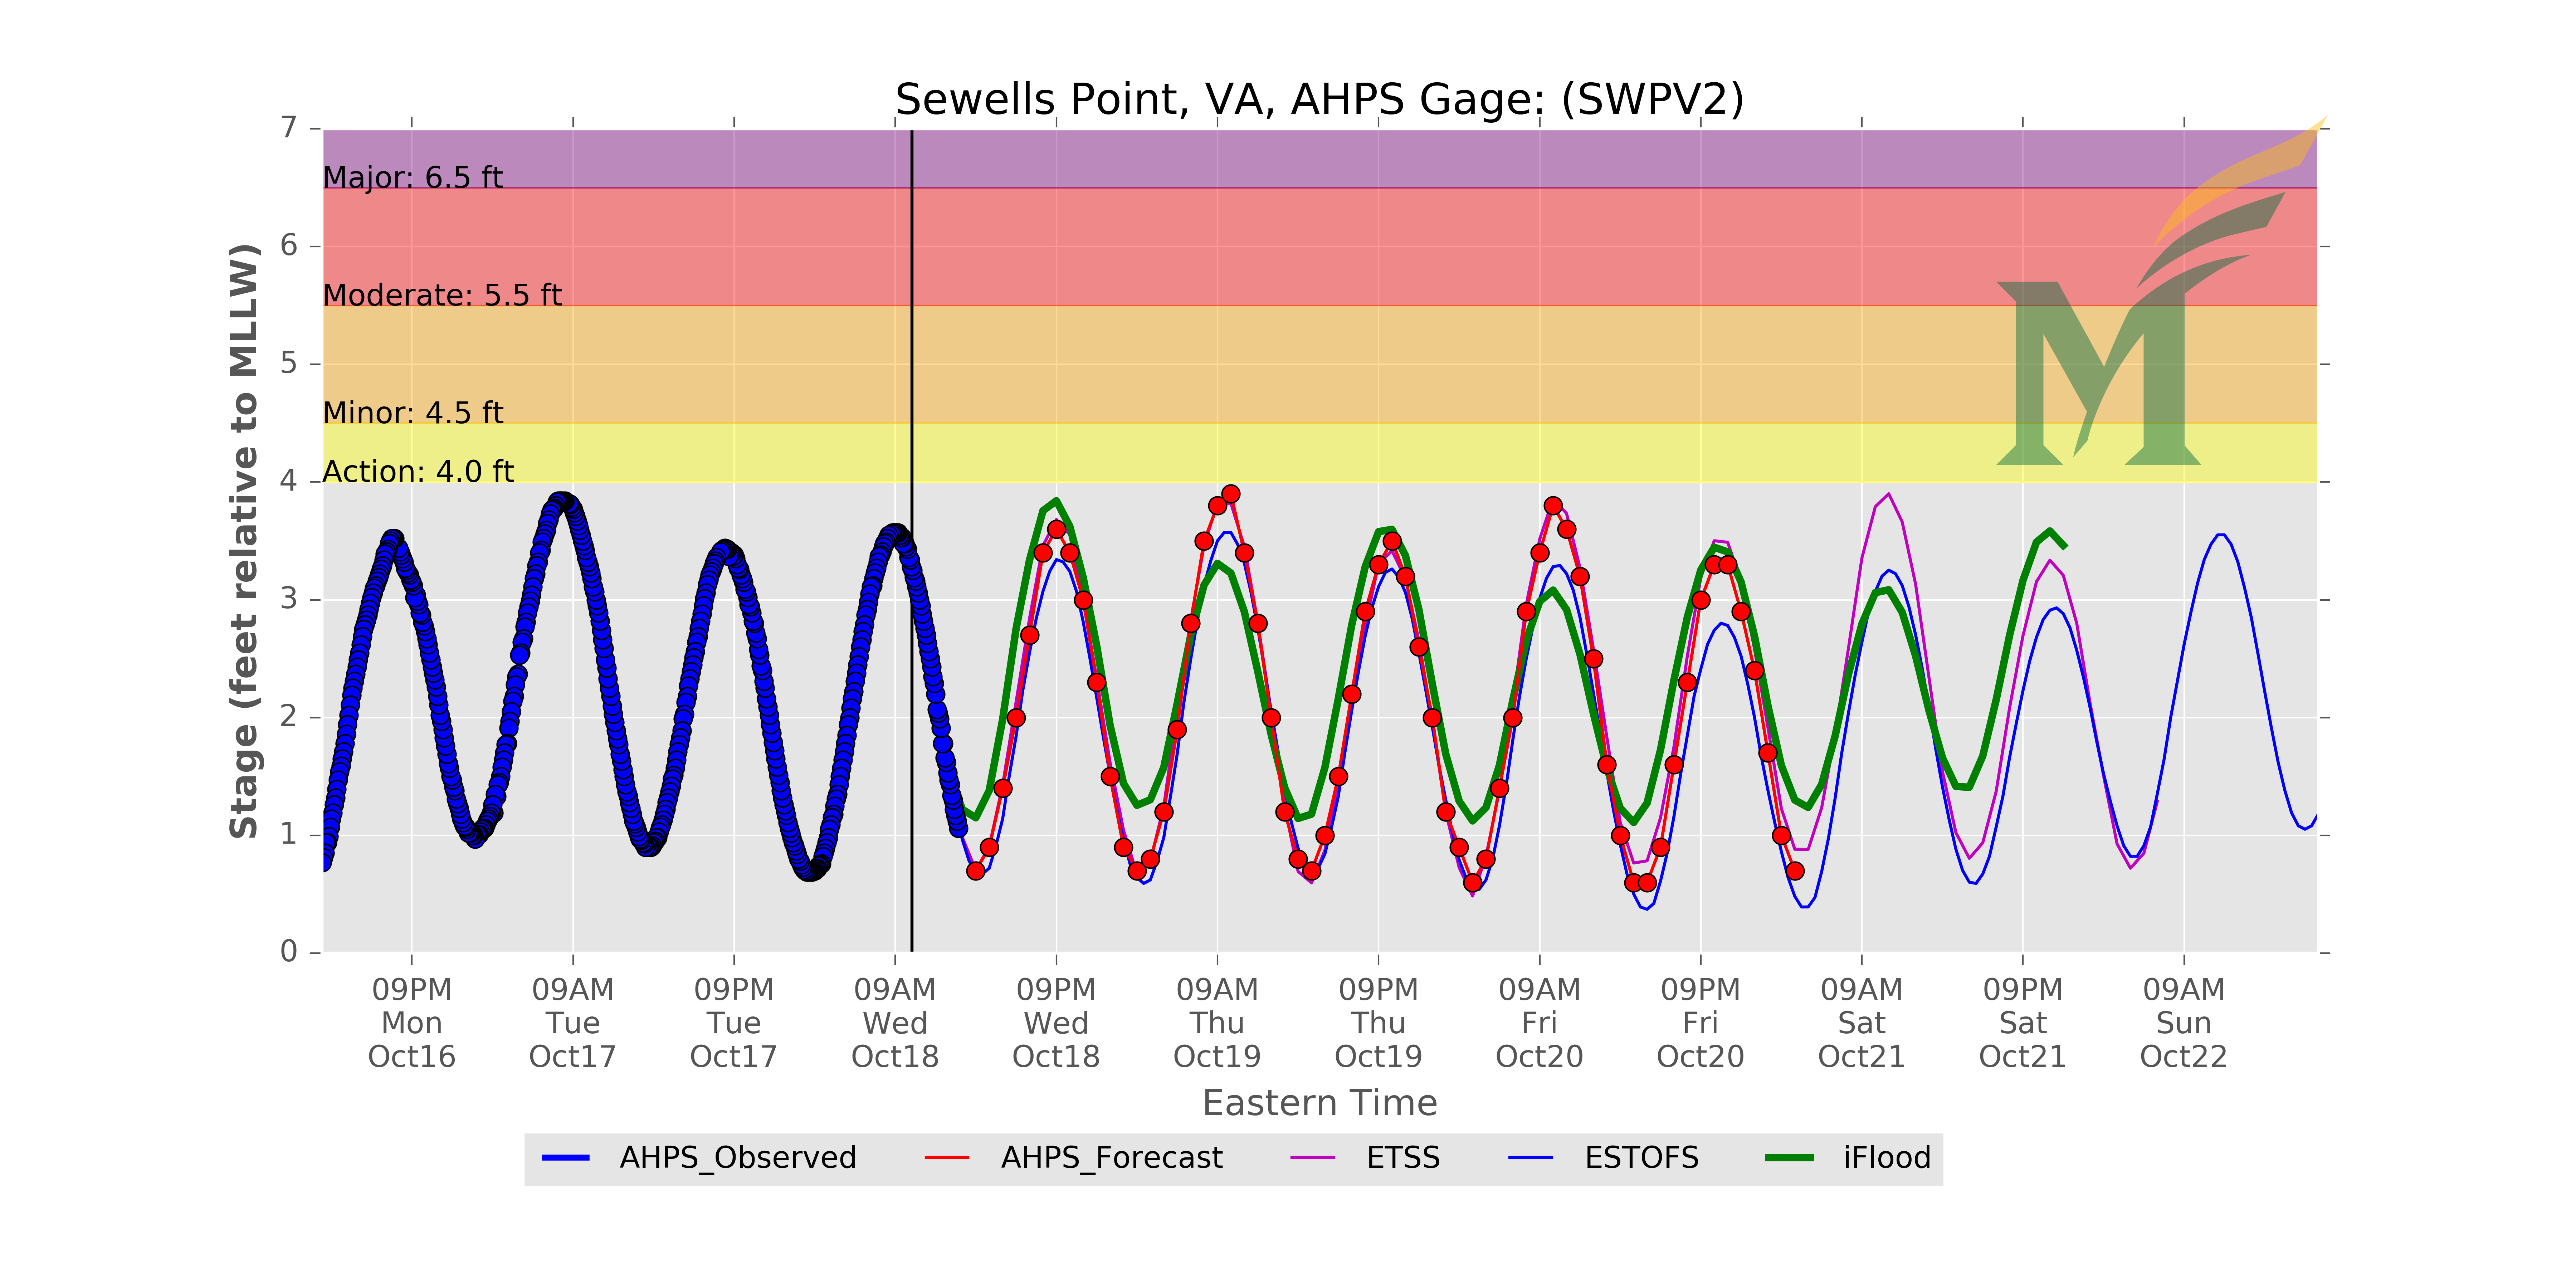 Sewells Point, VA, AHPS Gage: (SWPV2)
7
Major: 6.5 ft
6
Moderate: 5.5 ft
5
Minor: 4.5 ft
Action: 4.0 ft
4
3
2
1
0
Stage (feet relative to MLLW)
M
09PM 09AM 09PM 09AM 09PM 09AM 09PM 09AM 09PM 09AM 09PM 09AM
Mon Tue Tue Wed Wed Thu Thu Fri Fri Sat Sat Sun
Oct16 Oct17 Oct17 Oct18 Oct18 Oct19 Oct19 Oct20 Oct20 Oct21 Oct21 Oct22
Eastern Time
AHPS_Observed AHPS_Forecast ETSS ESTOFS iFlood